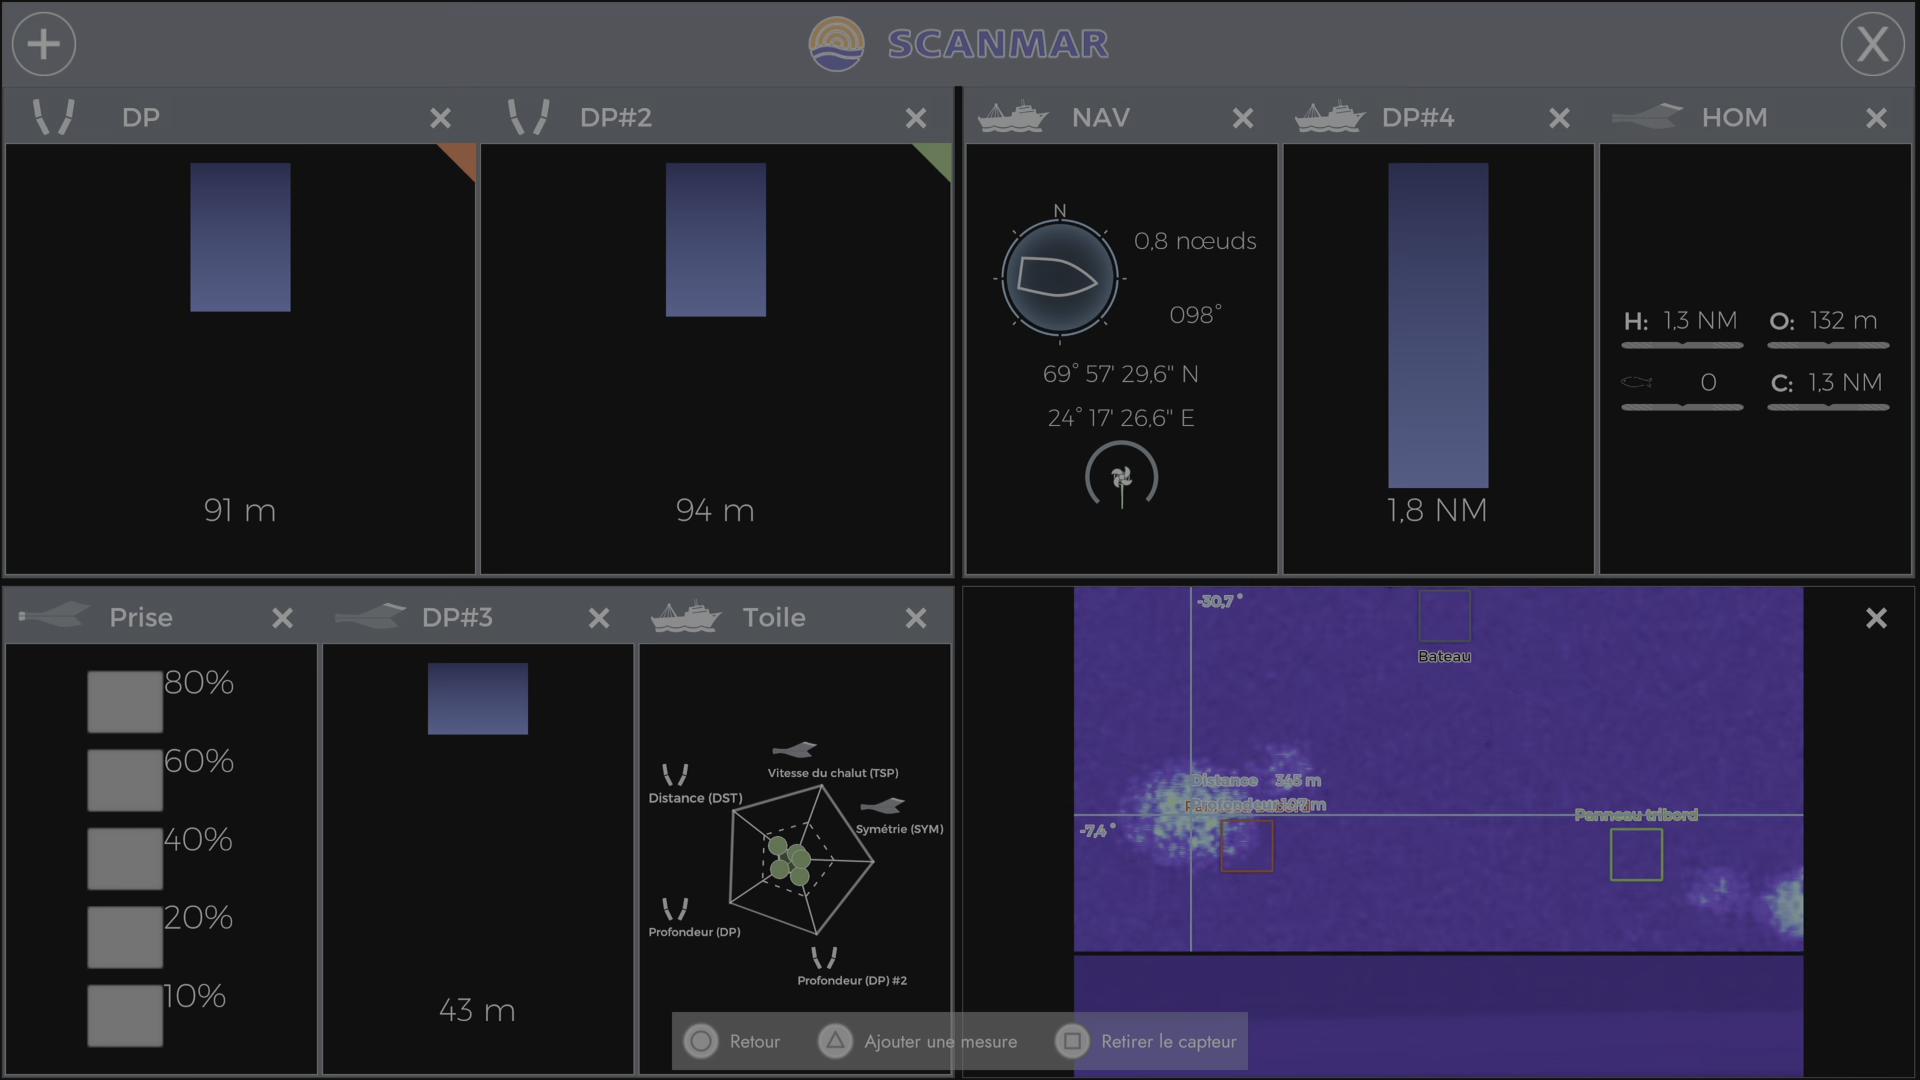 SCANMAR
X
DP
DP#2
NAV
DP#4
HOM
91 m
94 m
N
0,8 nœuds
098°
69° 57' 29,6" N
24° 17' 26,6" E
1,8 NM
H: 1,3 NM
O: 132 m
0
C: 1,3 NM
Prise
DP#3
Toile
80%
60%
40%
20%
10%
43 m
Vitesse du chalut (TSP)
Distance (DST)
Symétrie (SYM)
Profondeur (DP)
Profondeur (DP) #2
-30,7°
Bateau
Distance 345 m
Profondeur
-7,4°
Panneau tribord
Retour
Ajouter une mesure
Retirer le capteur